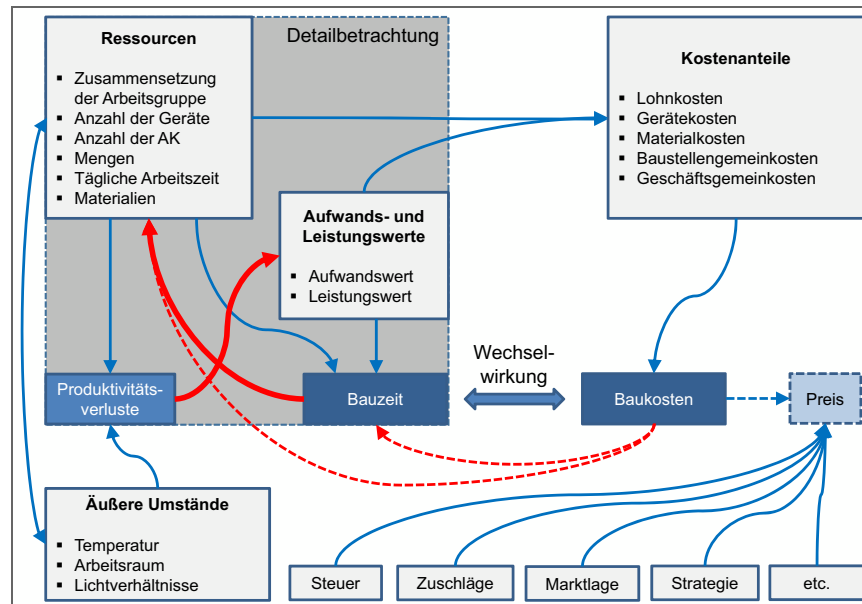 Ressourcen
▪ Zusammensetzung
der Arbeitsgruppe
▪ Anzahl der Geräte
▪ Anzahl der AK
▪ Mengen
▪ Tägliche Arbeitszeit
▪ Materialien
Detailbetrachtung
Kostenanteile
▪ Lohnkosten
▪ Gerätekosten
▪ Materialkosten
▪ Baustellengemeinkosten
▪ Geschäftsgemeinkosten
Aufwands- und
Leistungswerte
▪ Aufwandswert
▪ Leistungswert
Produktivitäts-
verluste
Bauzeit
Wechsel-
wirkung
Baukosten
Preis
Äußere Umstände
▪ Temperatur
▪ Arbeitsraum
▪ Lichtverhältnisse
Steuer
Zuschläge
Marktlage
Strategie
etc.